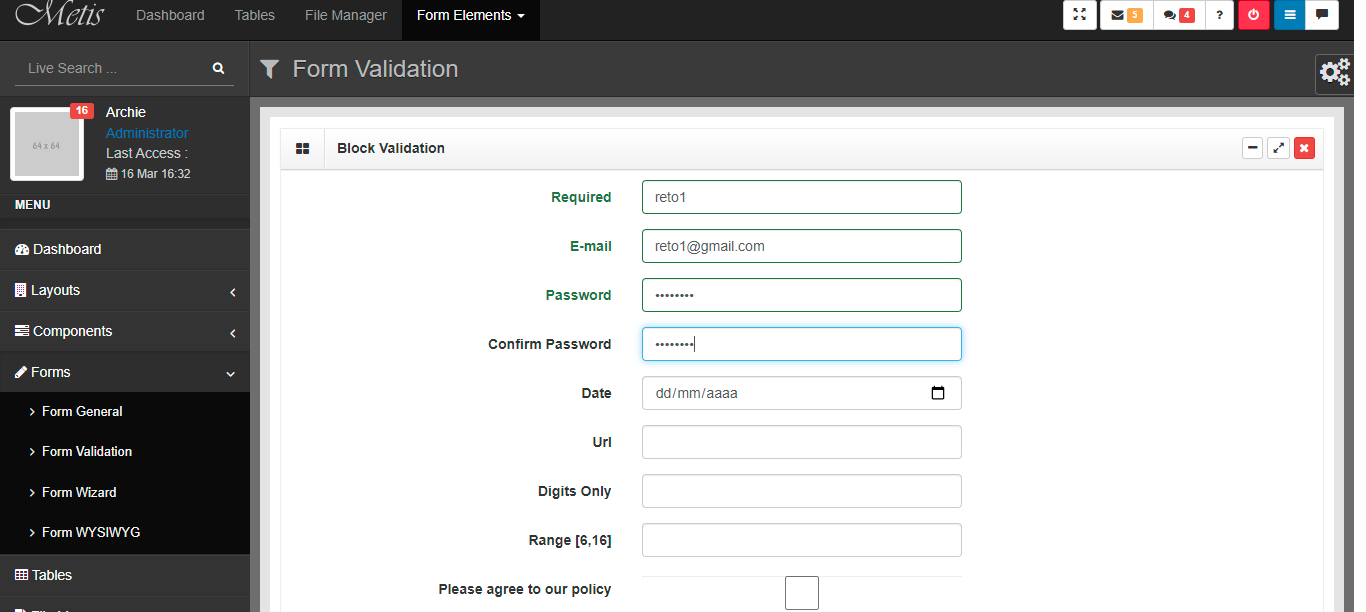 Metis Dashboard Tables File Manager Form Elements 5 4 ?
Live Search ...
Form Validation
16
64 x 64
Archie
Administrator
Last Access :
16 Mar 16:32
MENU
Dashboard
Layouts
Components
Forms
Form General
Form Validation
Form Wizard
Form WYSIWYG
Tables
Block Validation
Required reto1
E-mail reto1@gmail.com
Password ••••••••
Confirm Password ••••••••
Date dd/mm/aaaa
Url
Digits Only
Range [6,16]
Please agree to our policy